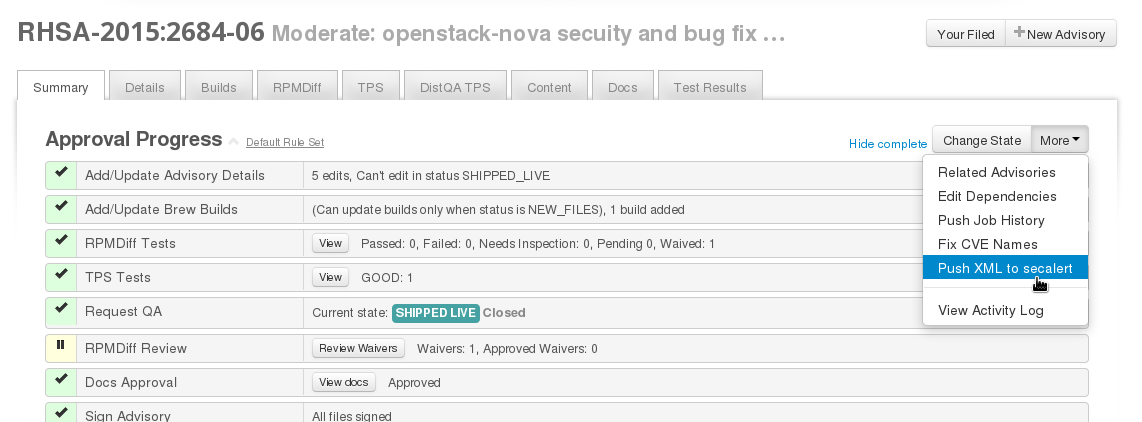 RHSA-2015:2684-06 Moderate: openstack-nova secuity and bug fix ...
Your Filed New Advisory
Summary Details Builds RPMDiff TPS DistQA TPS Content Docs Test Results
Approval Progress Default Rule Set Hide complete Change State More
Add/Update Advisory Details 5 edits, Can't edit in status SHIPPED_LIVE
Add/Update Brew Builds (Can update builds only when status is NEW_FILES), 1 build added
RPMDiff Tests View Passed: 0, Failed: 0, Needs Inspection: 0, Pending 0, Waived: 1
TPS Tests View GOOD: 1
Request QA Current state: SHIPPED LIVE Closed
RPMDiff Review Review Waivers Waivers: 1, Approved Waivers: 0
Docs Approval View docs Approved
Sign Advisory All files signed
Related Advisories
Edit Dependencies
Push Job History
Fix CVE Names
Push XML to secalert
View Activity Log